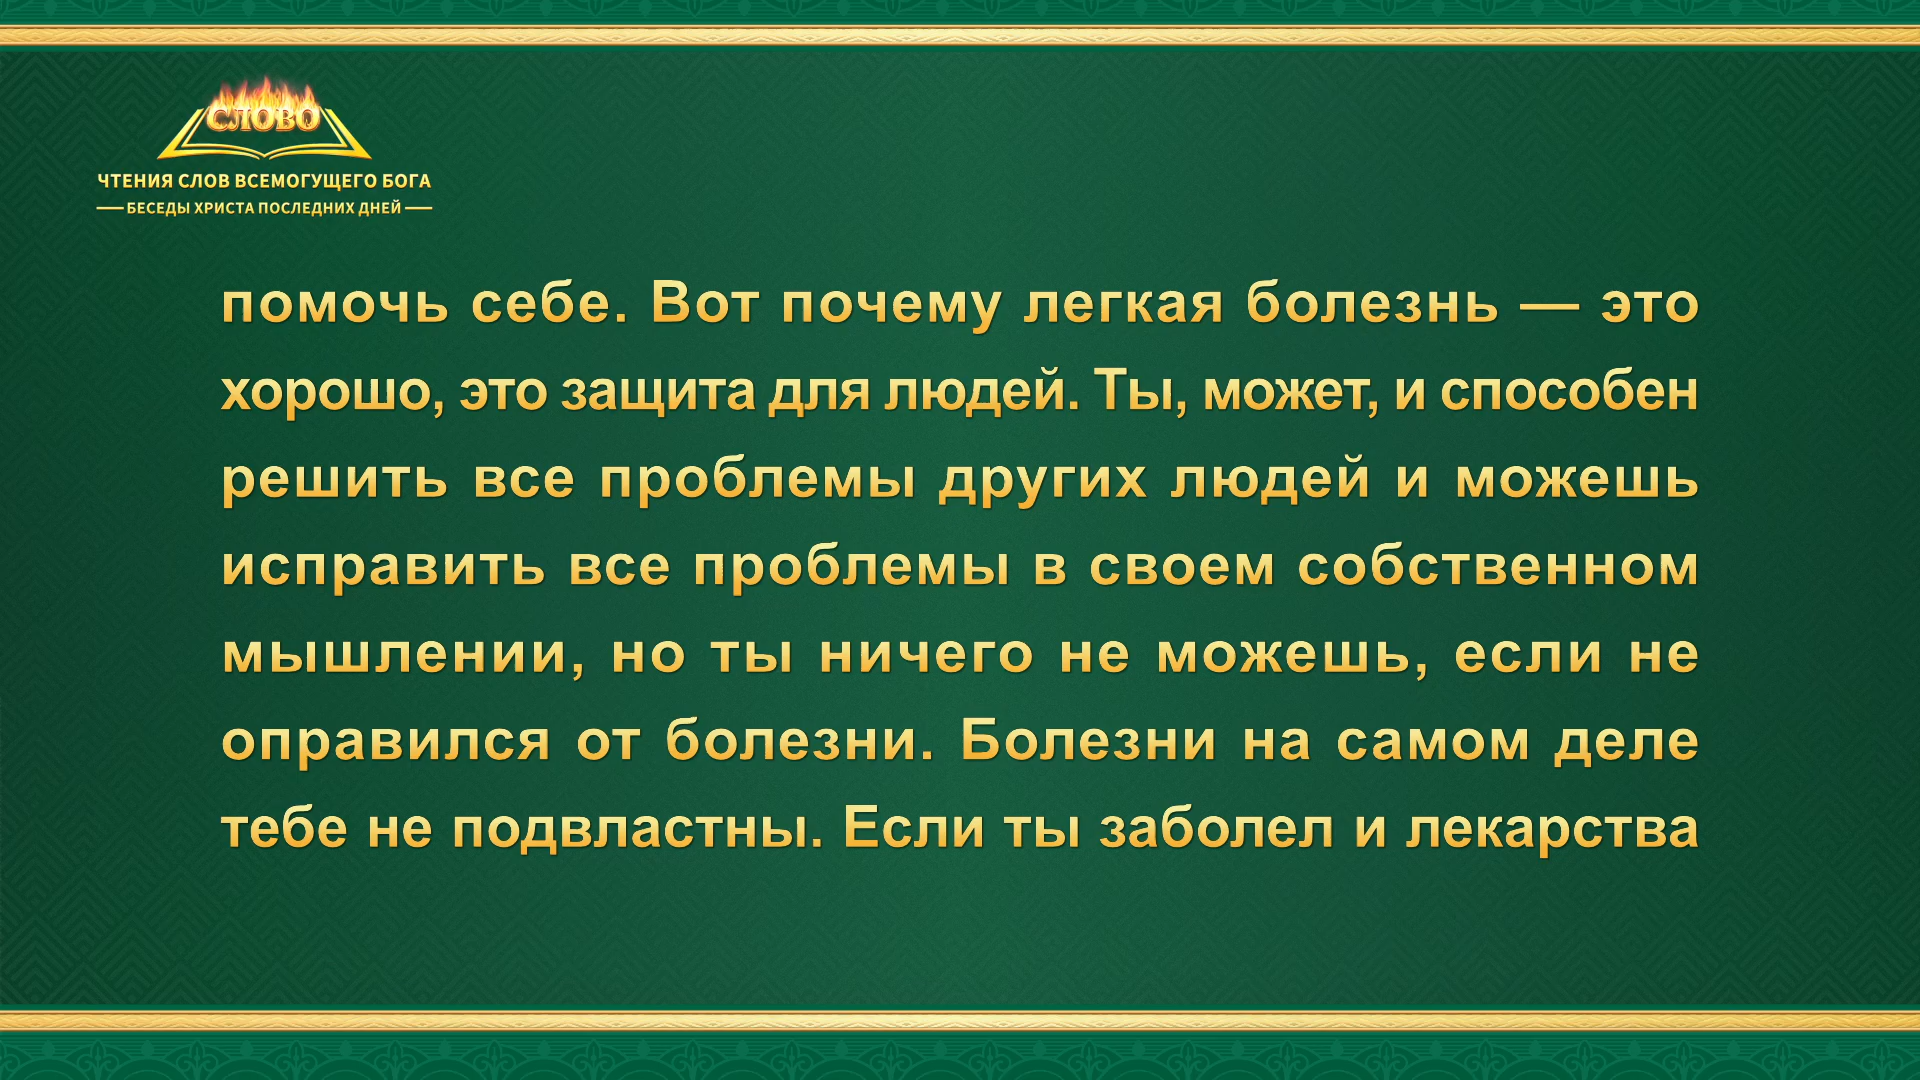 СЛОВО
ЧТЕНИЯ СЛОВ ВСЕМОГУЩЕГО БОГА
БЕСЕДЫ ХРИСТА ПОСЛЕДНИХ ДНЕЙ
помочь себе. Вот почему легкая болезнь — это
хорошо, это защита для людей. Ты, может, и способен
решить все проблемы других людей и можешь
исправить все проблемы в своем собственном
мышлении, но ты ничего не можешь, если не
оправился от болезни. Болезни на самом деле
тебе не подвластны. Если ты заболел и лекарства